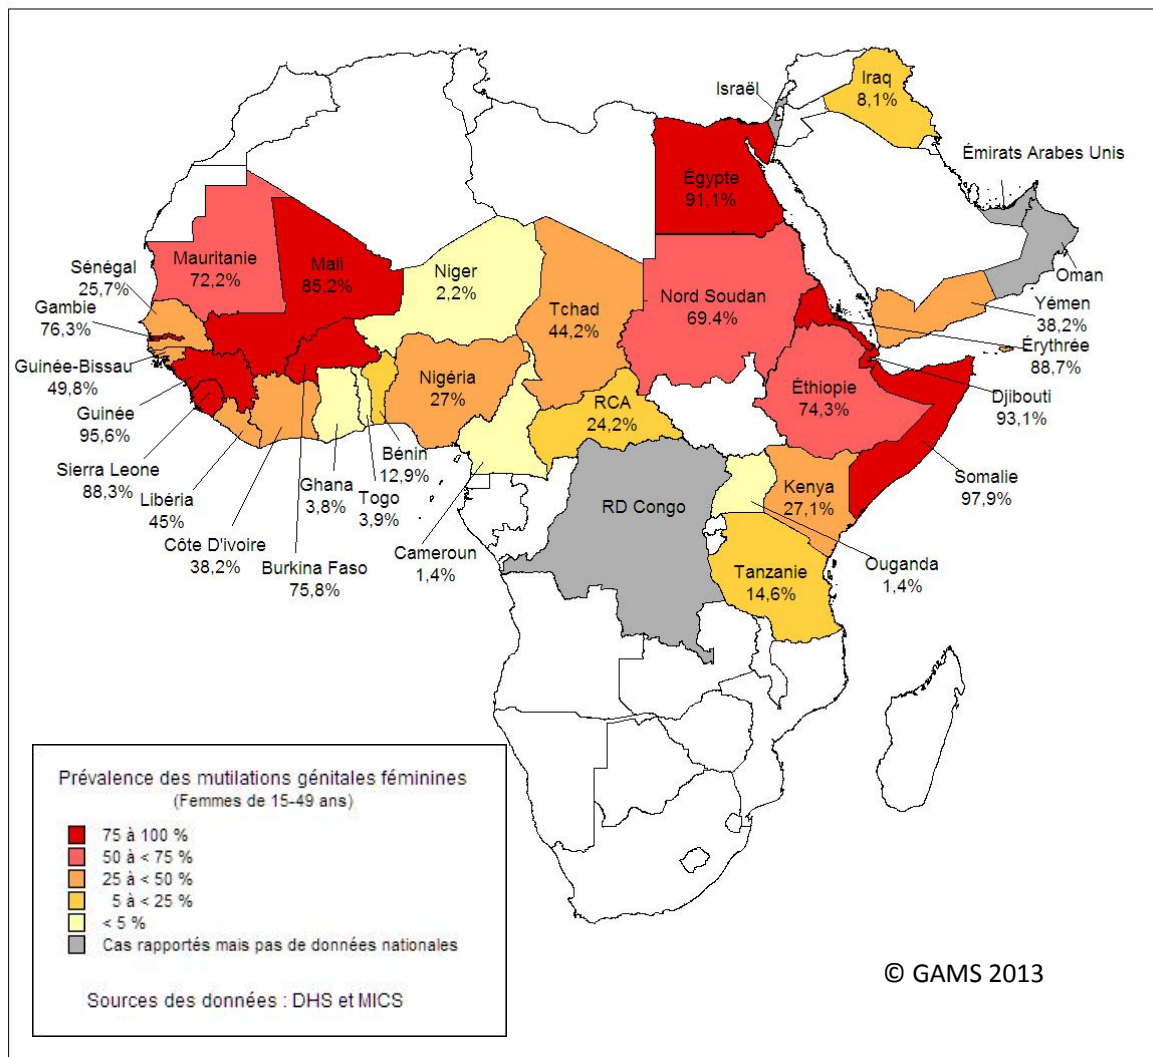 Israël
Iraq
8,1%
Émirats Arabes Unis
Égypte
91,1%
Oman
Mauritanie
72,2%
Mali
85,2%
Niger
2,2%
Tchad
44,2%
Nord Soudan
69.4%
Yémen
38,2%
Sénégal
25,7%
Gambie
76,3%
Guinée-Bissau
49,8%
Guinée
95,6%
Sierra Leone
88,3%
Libéria
45%
Côte D'ivoire
38,2%
Burkina Faso
75,8%
Ghana
3,8%
Togo
3,9%
Bénin
12,9%
Nigéria
27%
Cameroun
1,4%
RCA
24,2%
Éthiopie
74,3%
Érythrée
88,7%
Djibouti
93,1%
Somalie
97,9%
RD Congo
Kenya
27,1%
Ouganda
1,4%
Tanzanie
14,6%
Prévalence des mutilations génitales féminines
(Femmes de 15-49 ans)
75 à 100 %
50 à < 75 %
25 à < 50 %
5 à < 25 %
< 5 %
Cas rapportés mais pas de données nationales
Sources des données : DHS et MICS
© GAMS 2013